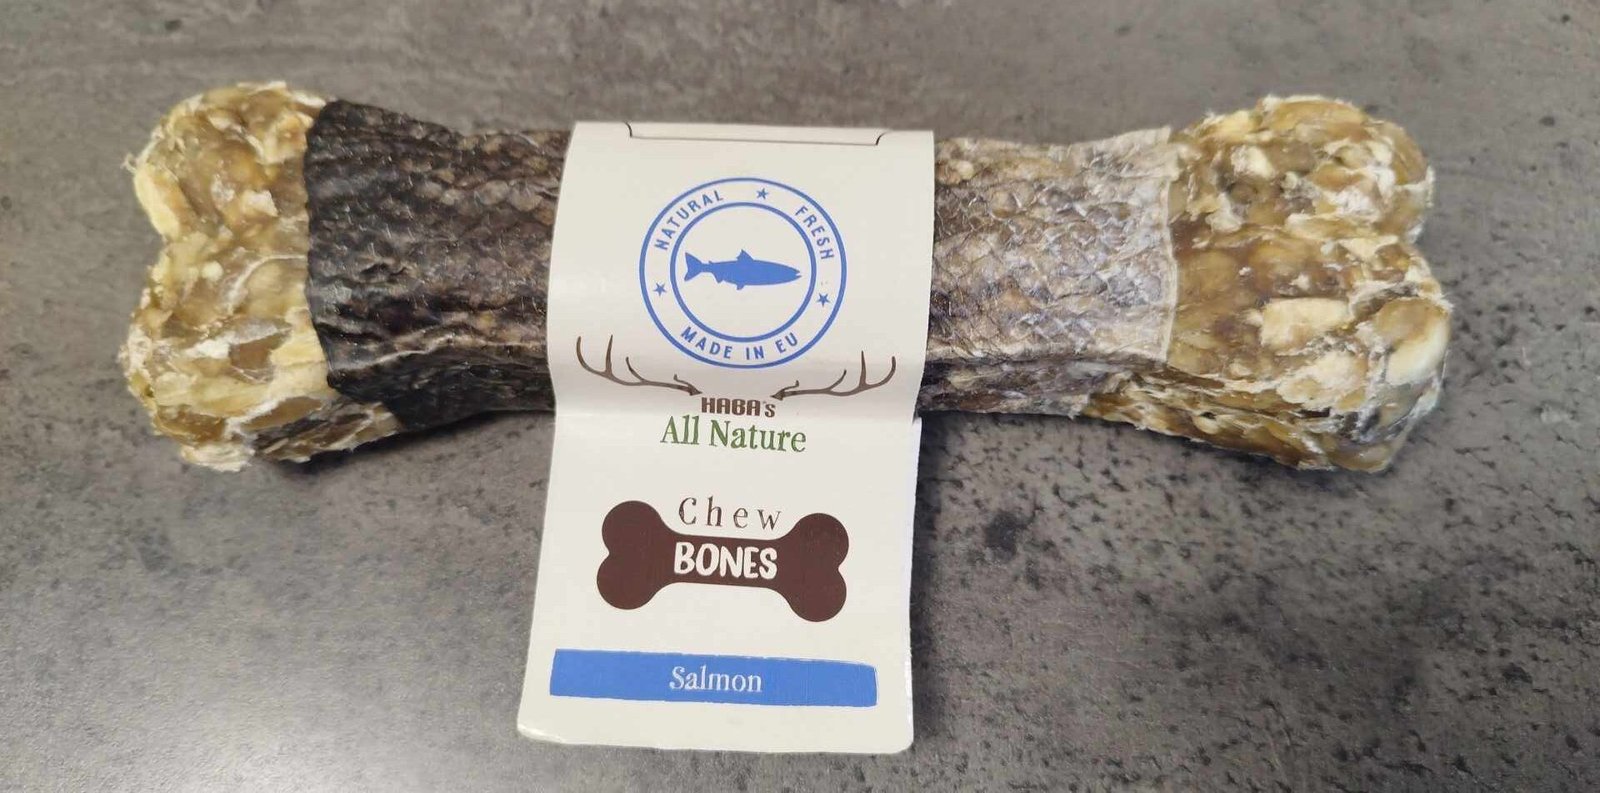 NATURAL FRESH
MADE IN EU
HABA's
All Nature
Chew
BONES
Salmon